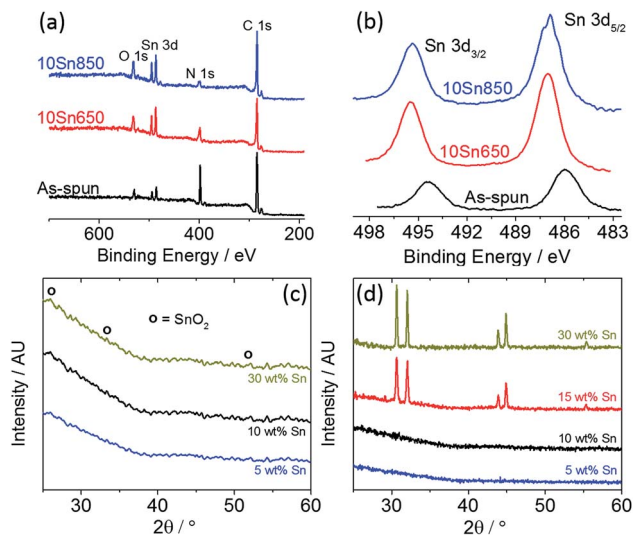 (a)
C 1s
Sn 3d
O 1s
N 1s
10Sn850
10Sn650
As-spun
600 400 200
Binding Energy / eV
(b)
Sn 3d5/2
Sn 3d3/2
10Sn850
10Sn650
As-spun
498 495 492 489 486 483
Binding Energy / eV
(c)
o
o = SnO2
o
o
30 wt% Sn
10 wt% Sn
5 wt% Sn
Intensity / AU
30 40 50 60
2θ / °
(d)
30 wt% Sn
15 wt% Sn
10 wt% Sn
5 wt% Sn
Intensity / AU
30 40 50 60
2θ / °